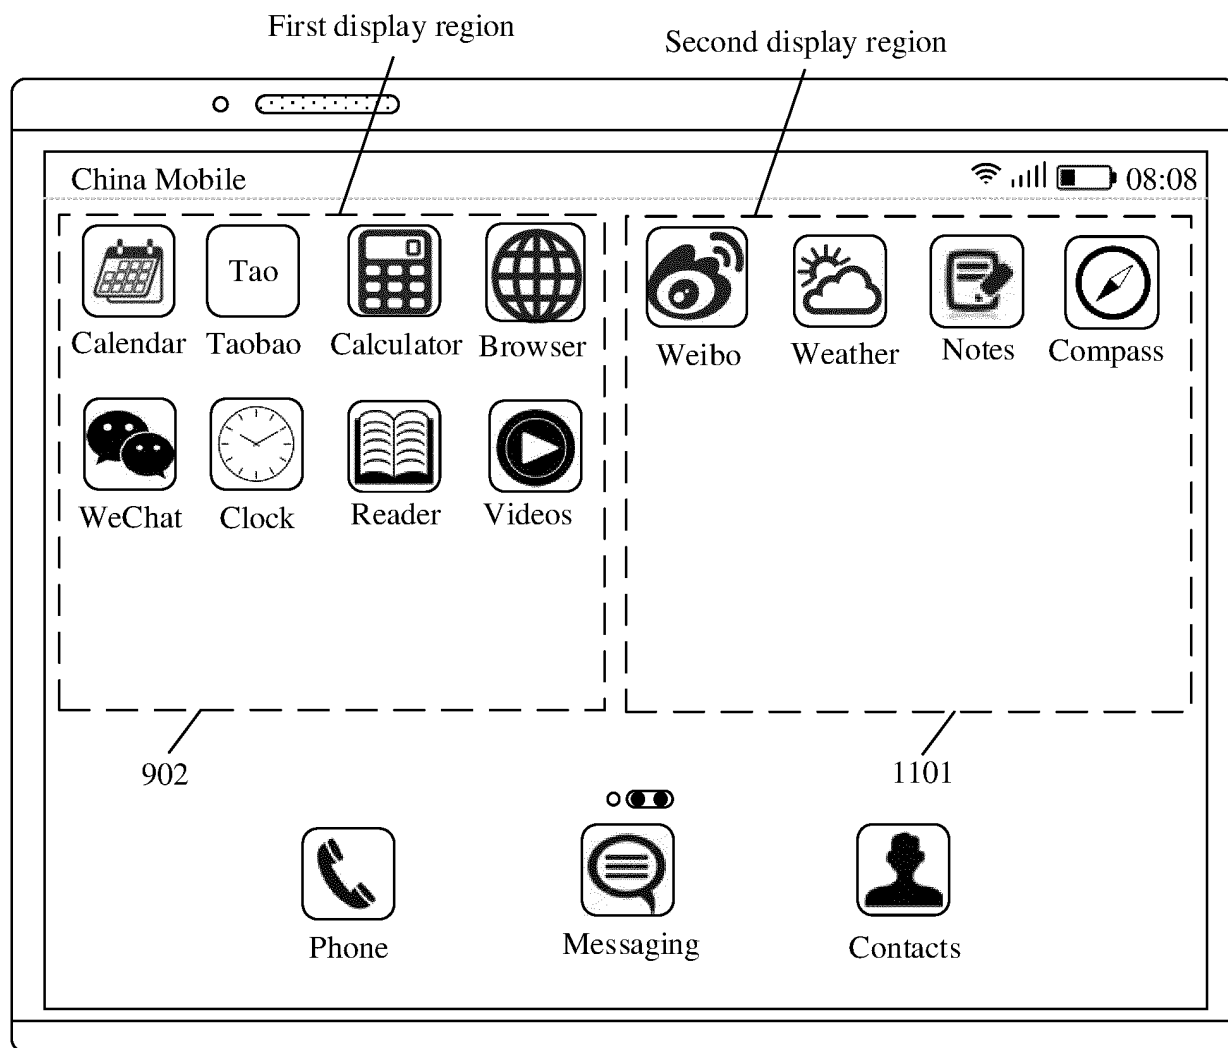 First display region
Second display region
China Mobile 08:08
Tao
Calendar Taobao Calculator Browser
Weibo Weather Notes Compass
WeChat Clock Reader Videos
902
1101
Phone Messaging Contacts